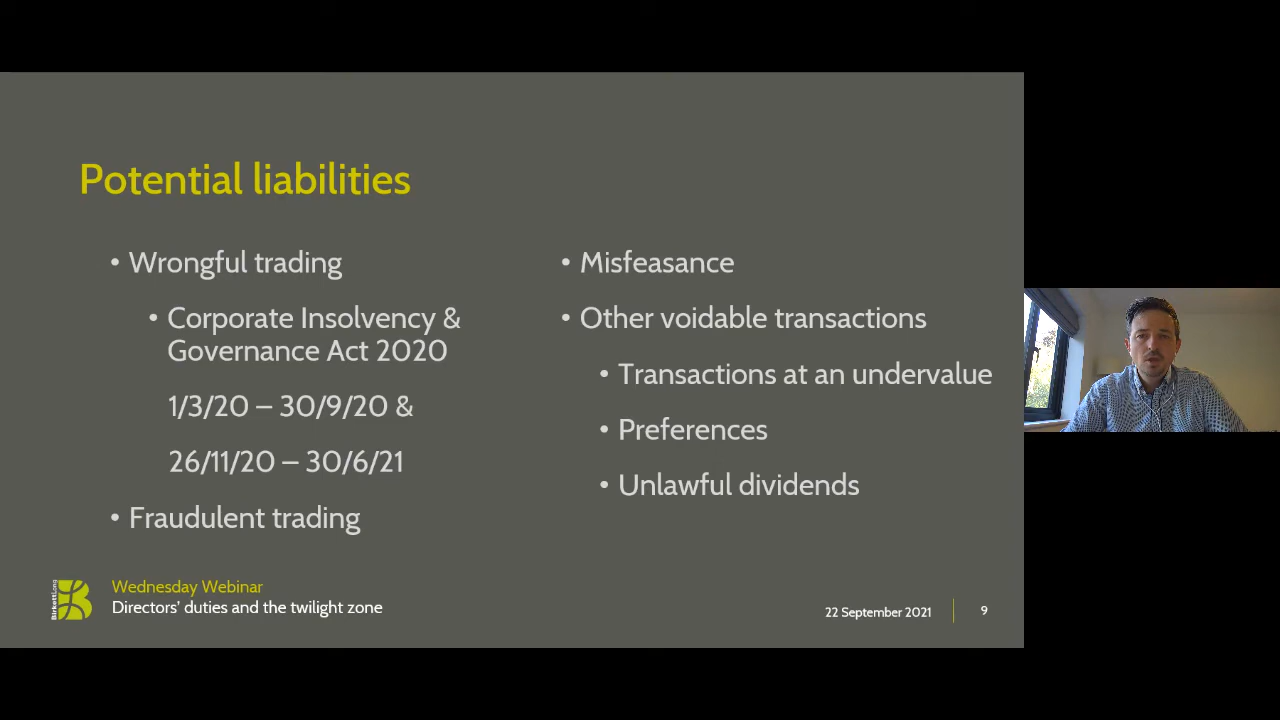 Potential liabilities
• Wrongful trading
• Corporate Insolvency &
Governance Act 2020
1/3/20 – 30/9/20 &
26/11/20 – 30/6/21
• Fraudulent trading
• Misfeasance
• Other voidable transactions
• Transactions at an undervalue
• Preferences
• Unlawful dividends
BirkettLong
Wednesday Webinar
Directors' duties and the twilight zone
22 September 2021
9